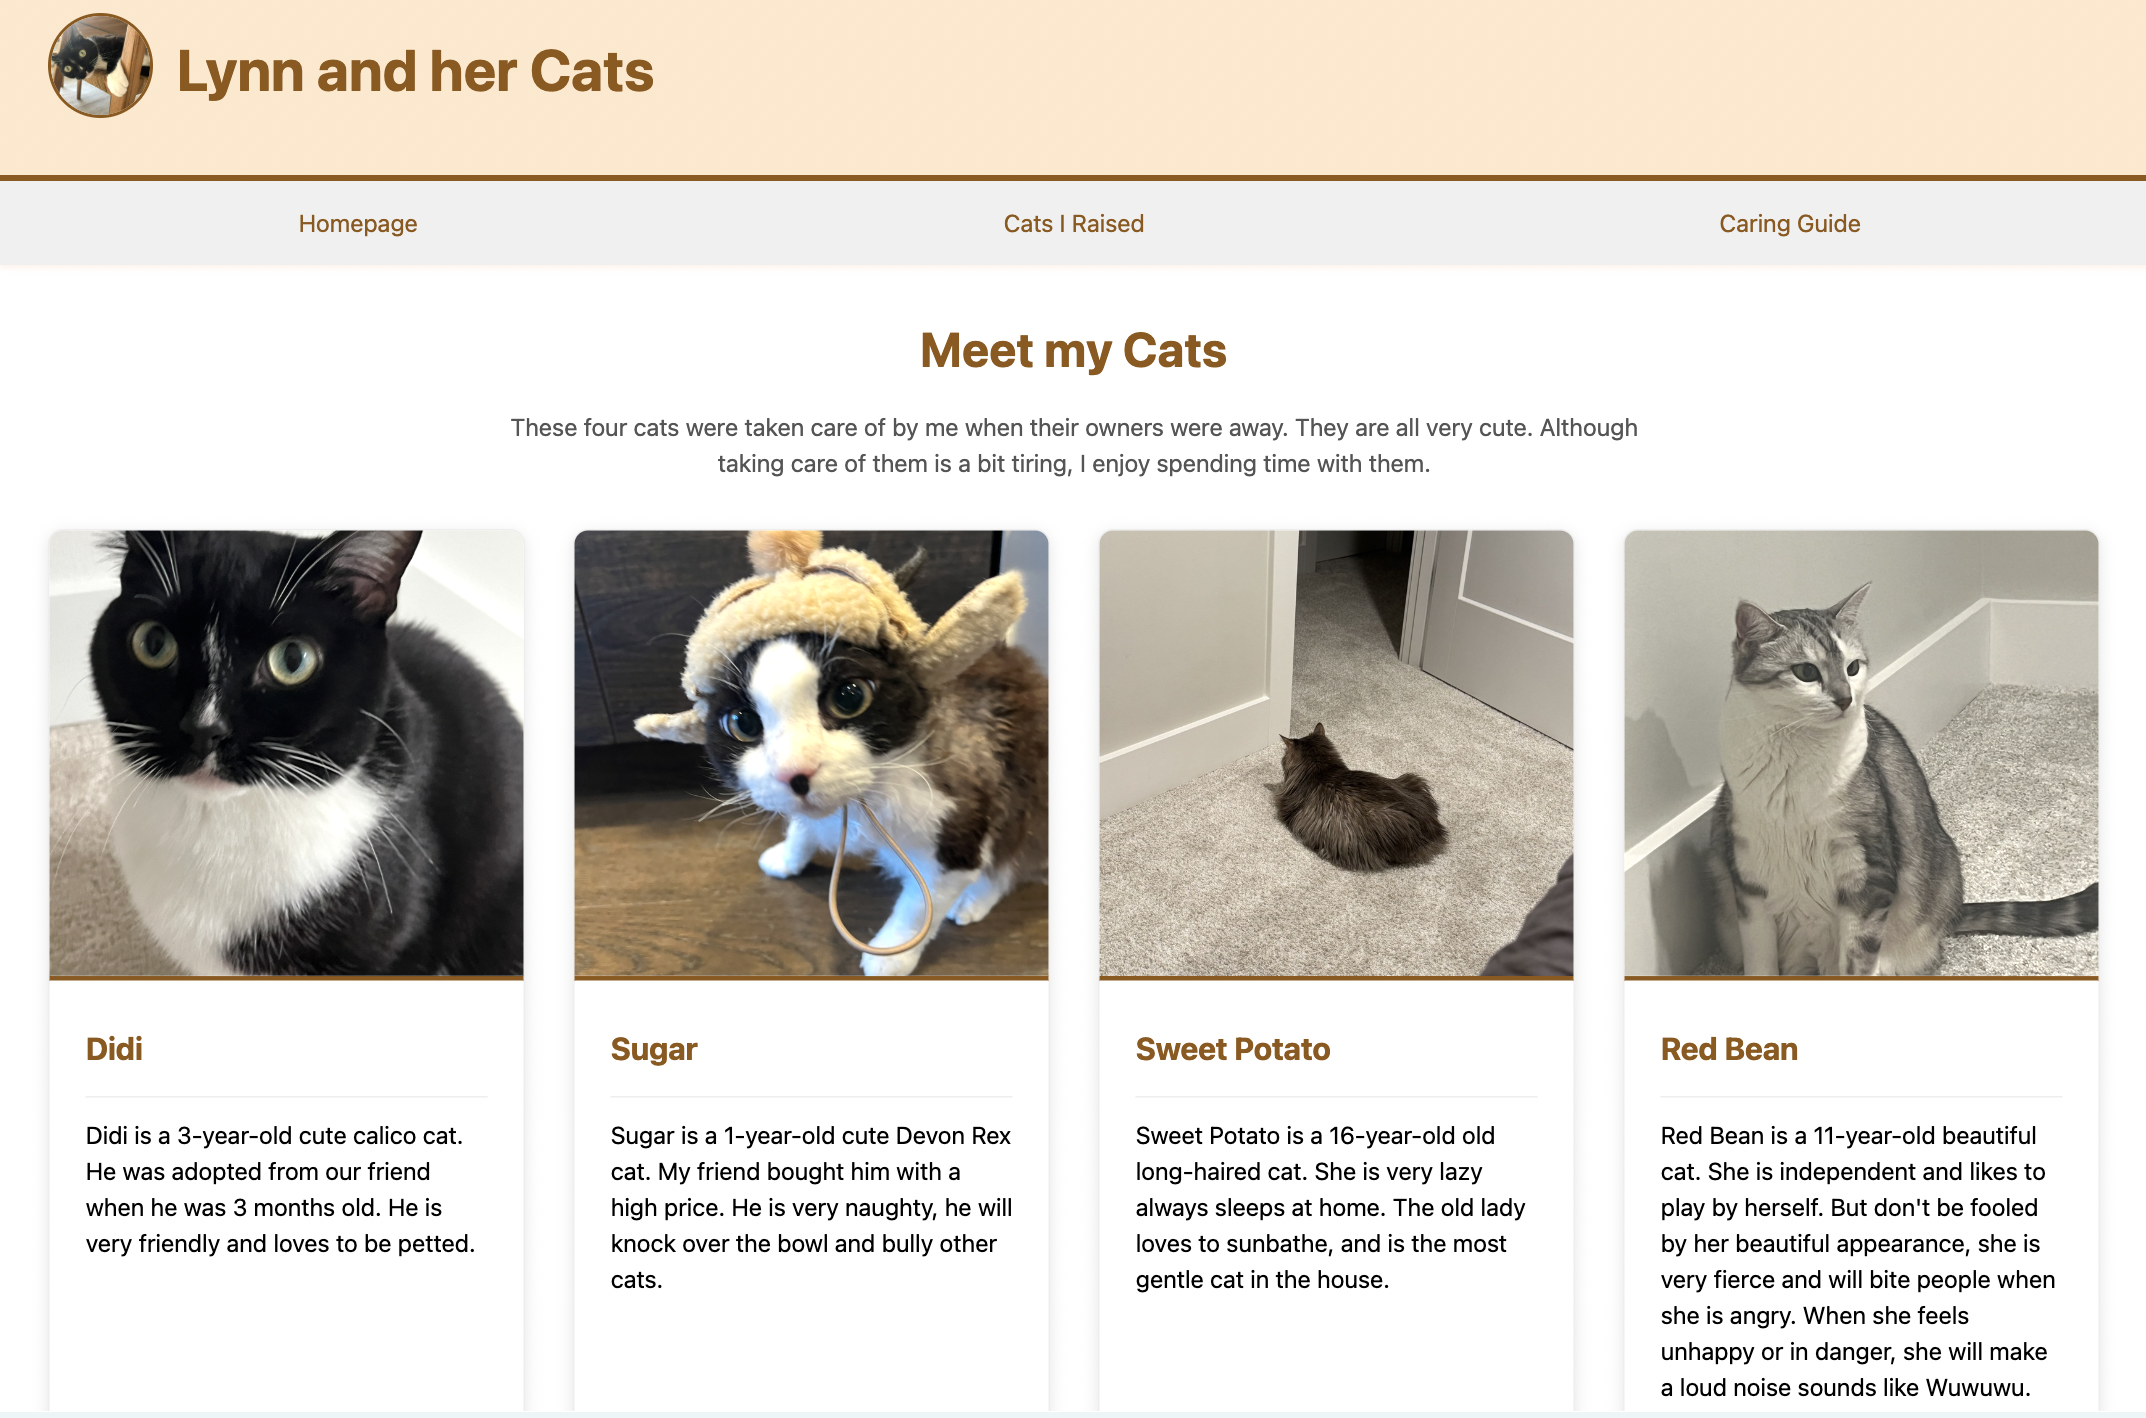 Lynn and her Cats
Homepage
Cats I Raised
Caring Guide
Meet my Cats
These four cats were taken care of by me when their owners were away. They are all very cute. Although
taking care of them is a bit tiring, I enjoy spending time with them.
Didi
Didi is a 3-year-old cute calico cat.
He was adopted from our friend
when he was 3 months old. He is
very friendly and loves to be petted.
Sugar
Sugar is a 1-year-old cute Devon Rex
cat. My friend bought him with a
high price. He is very naughty, he will
knock over the bowl and bully other
cats.
Sweet Potato
Sweet Potato is a 16-year-old old
long-haired cat. She is very lazy
always sleeps at home. The old lady
loves to sunbathe, and is the most
gentle cat in the house.
Red Bean
Red Bean is a 11-year-old beautiful
cat. She is independent and likes to
play by herself. But don't be fooled
by her beautiful appearance, she is
very fierce and will bite people when
she is angry. When she feels
unhappy or in danger, she will make
a loud noise sounds like Wuwuwu.